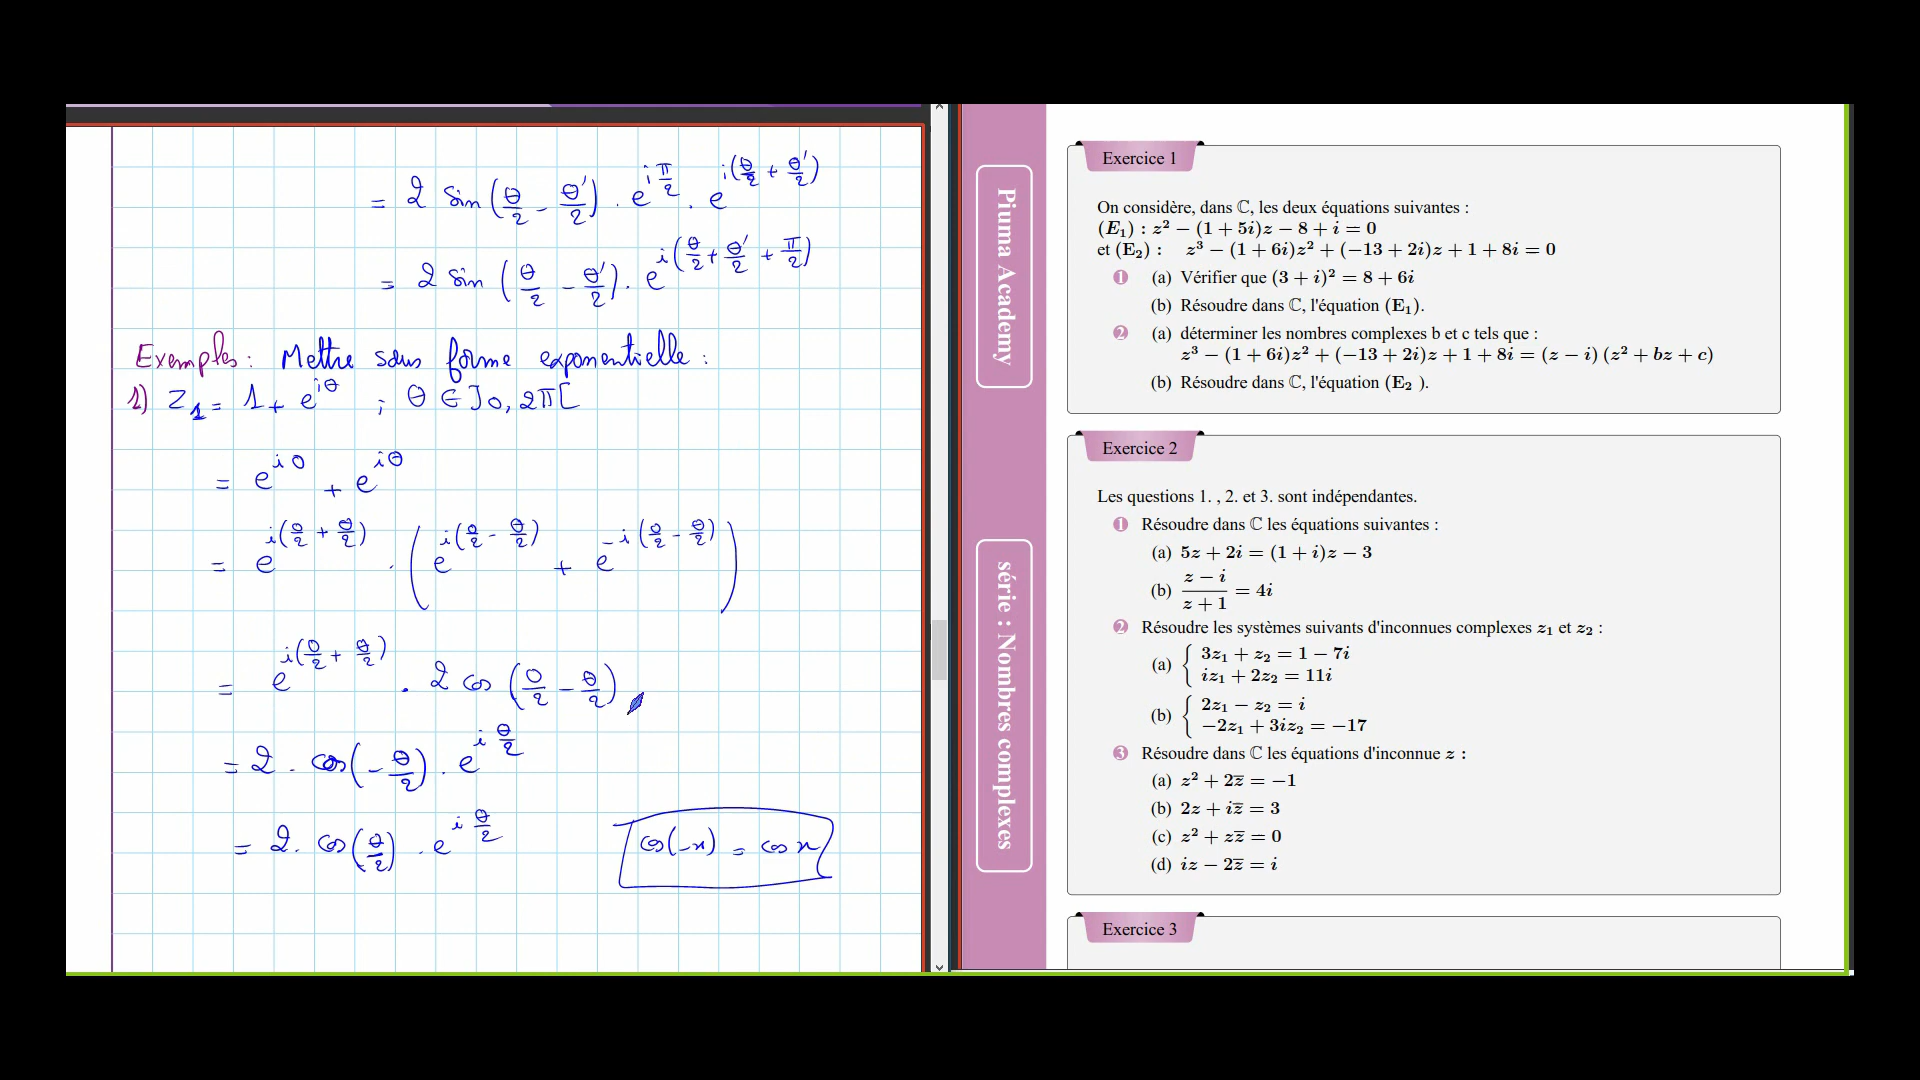 = 2 sin(θ/2 - θ'/2) . e^{iπ/2} . e^{i(θ/2 + θ'/2)}
= 2 sin(θ/2 - θ'/2) . e^{i(θ/2 + θ'/2 + π/2)}
Exemples : Mettre sous forme exponentielle :
1) z₁ = 1 + e^{iθ} ; θ ∈ ]0, 2π[
= e^{i0} + e^{iθ}
= e^{i(0/2 + θ/2)} . (e^{i(0/2 - θ/2)} + e^{-i(0/2 - θ/2)})
= e^{i(0/2 + θ/2)} . 2 cos(0/2 - θ/2)
= 2 . cos(-θ/2) . e^{iθ/2}
= 2 . cos(θ/2) . e^{iθ/2}
cos(-x) = cos x
Piuma Academy
série : Nombres complexes
Exercice 1
On considère, dans ℂ, les deux équations suivantes :
(E₁) : z² − (1 + 5i)z − 8 + i = 0
et (E₂) : z³ − (1 + 6i)z² + (−13 + 2i)z + 1 + 8i = 0
1 (a) Vérifier que (3 + i)² = 8 + 6i
(b) Résoudre dans ℂ, l'équation (E₁).
2 (a) déterminer les nombres complexes b et c tels que :
z³ − (1 + 6i)z² + (−13 + 2i)z + 1 + 8i = (z − i) (z² + bz + c)
(b) Résoudre dans ℂ, l'équation (E₂ ).
Exercice 2
Les questions 1. , 2. et 3. sont indépendantes.
1 Résoudre dans ℂ les équations suivantes :
(a) 5z + 2i = (1 + i)z − 3
(b) (z − i)/(z + 1) = 4i
2 Résoudre les systèmes suivants d'inconnues complexes z₁ et z₂ :
(a) { 3z₁ + z₂ = 1 − 7i
iz₁ + 2z₂ = 11i
(b) { 2z₁ − z₂ = i
−2z₁ + 3iz₂ = −17
3 Résoudre dans ℂ les équations d'inconnue z :
(a) z² + 2z̅ = −1
(b) 2z + iz̅ = 3
(c) z² + zz̅ = 0
(d) iz − 2z̅ = i
Exercice 3